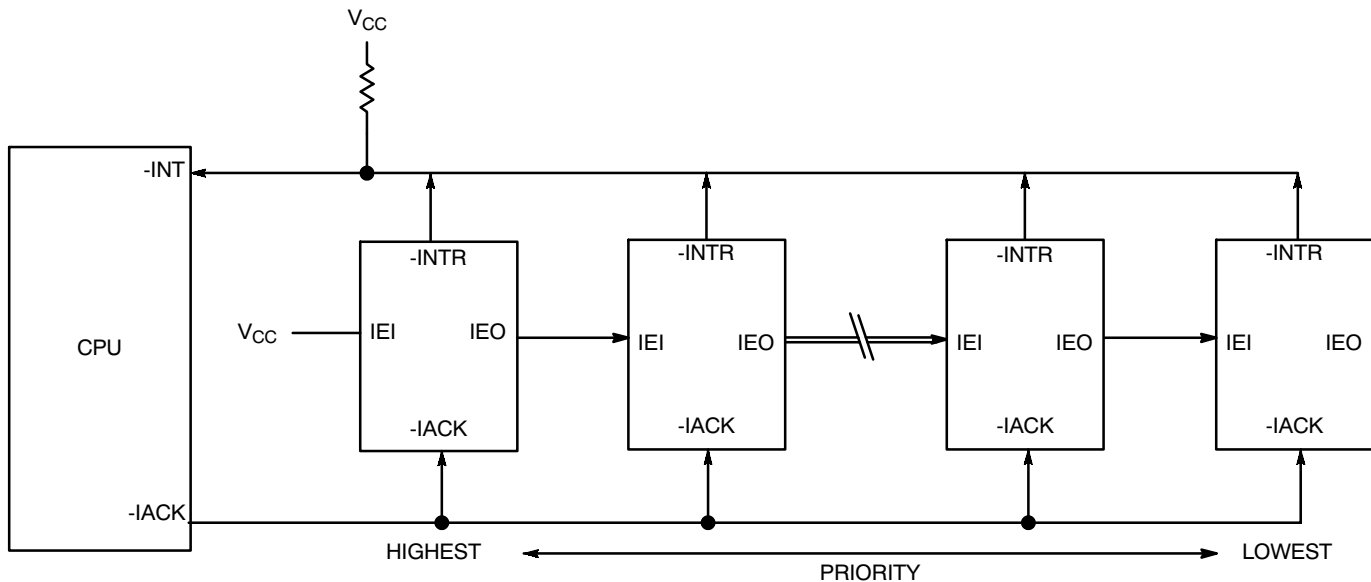 VCC
-INT
-INTR
-INTR
-INTR
-INTR
CPU
VCC
IEI
IEO
IEI
IEO
IEI
IEO
IEI
IEO
-IACK
-IACK
-IACK
-IACK
-IACK
HIGHEST
LOWEST
PRIORITY